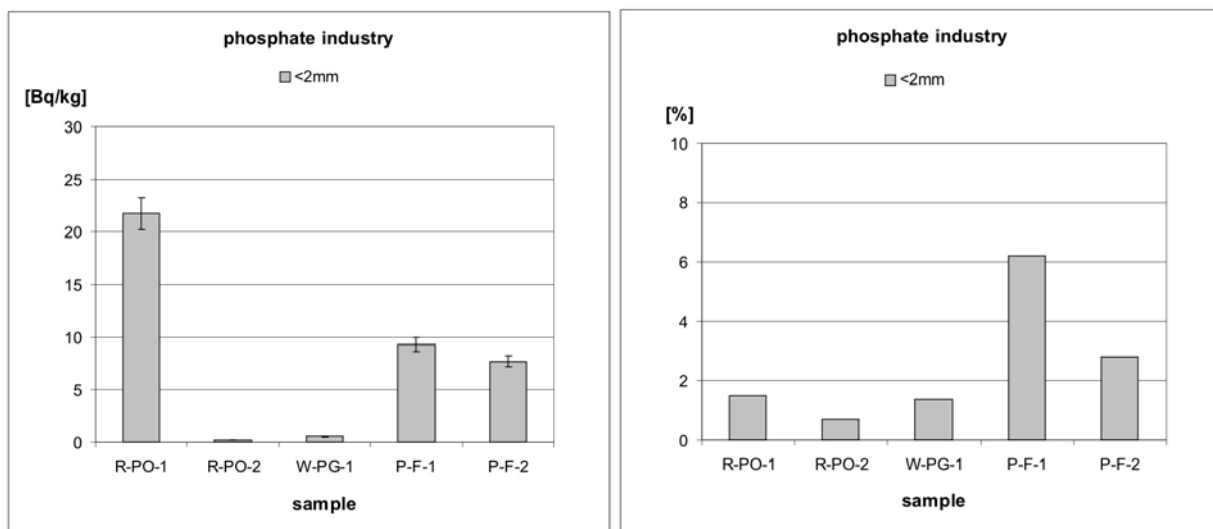 phosphate industry
<2mm
[Bq/kg]
30
25
20
15
10
5
0
R-PO-1 R-PO-2 W-PG-1 P-F-1 P-F-2
sample
phosphate industry
<2mm
[%]
10
8
6
4
2
0
R-PO-1 R-PO-2 W-PG-1 P-F-1 P-F-2
sample